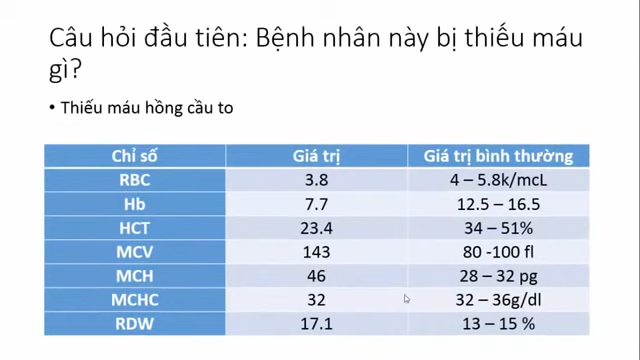 Câu hỏi đầu tiên: Bệnh nhân này bị thiếu máu
gì?
• Thiếu máu hồng cầu to
Chỉ số Giá trị Giá trị bình thường
RBC 3.8 4 – 5.8k/mcL
Hb 7.7 12.5 – 16.5
HCT 23.4 34 – 51%
MCV 143 80 -100 fl
MCH 46 28 – 32 pg
MCHC 32 32 – 36g/dl
RDW 17.1 13 – 15 %